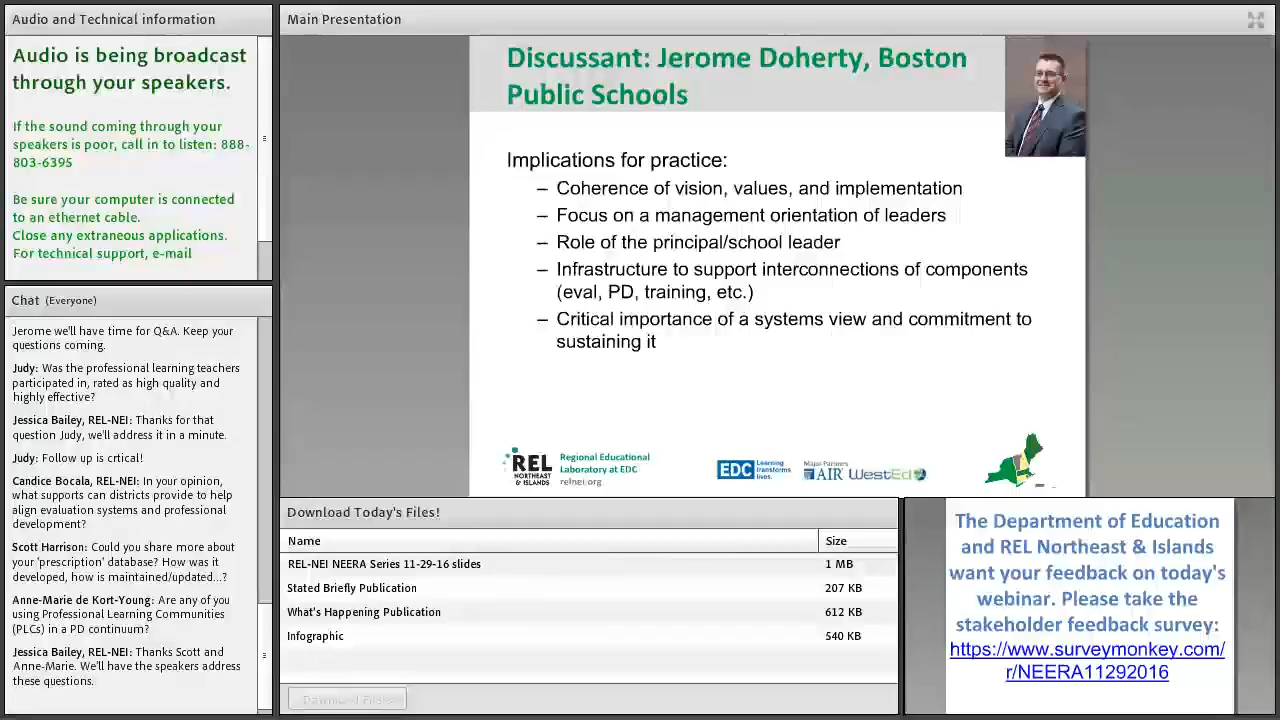 Audio and Technical information
Audio is being broadcast
through your speakers.
If the sound coming through your
speakers is poor, call in to listen: 888-
803-6395
Be sure your computer is connected
to an ethernet cable.
Close any extraneous applications.
For technical support, e-mail
Chat (Everyone)
Jerome we'll have time for Q&A. Keep your
questions coming.
Judy: Was the professional learning teachers
participated in, rated as high quality and
highly effective?
Jessica Bailey, REL-NEI: Thanks for that
question Judy, we'll address it in a minute.
Judy: Follow up is crtical!
Candice Bocala, REL-NEI: In your opinion,
what supports can districts provide to help
align evaluation systems and professional
development?
Scott Harrison: Could you share more about
your 'prescription' database? How was it
developed, how is maintained/updated...?
Anne-Marie de Kort-Young: Are any of you
using Professional Learning Communities
(PLCs) in a PD continuum?
Jessica Bailey, REL-NEI: Thanks Scott and
Anne-Marie. We'll have the speakers address
these questions.
Main Presentation
Discussant: Jerome Doherty, Boston
Public Schools
Implications for practice:
– Coherence of vision, values, and implementation
– Focus on a management orientation of leaders
– Role of the principal/school leader
– Infrastructure to support interconnections of components
(eval, PD, training, etc.)
– Critical importance of a systems view and commitment to
sustaining it
REL
NORTHEAST
& ISLANDS
Regional Educational
Laboratory at EDC
relnei.org
EDC Learning
transforms
lives.
Major Partners
AIR WestEd
Download Today's Files!
Name Size
REL-NEI NEERA Series 11-29-16 slides 1 MB
Stated Briefly Publication 207 KB
What's Happening Publication 612 KB
Infographic 540 KB
Download File(s)
The Department of Education
and REL Northeast & Islands
want your feedback on today's
webinar. Please take the
stakeholder feedback survey:
https://www.surveymonkey.com/
r/NEERA11292016